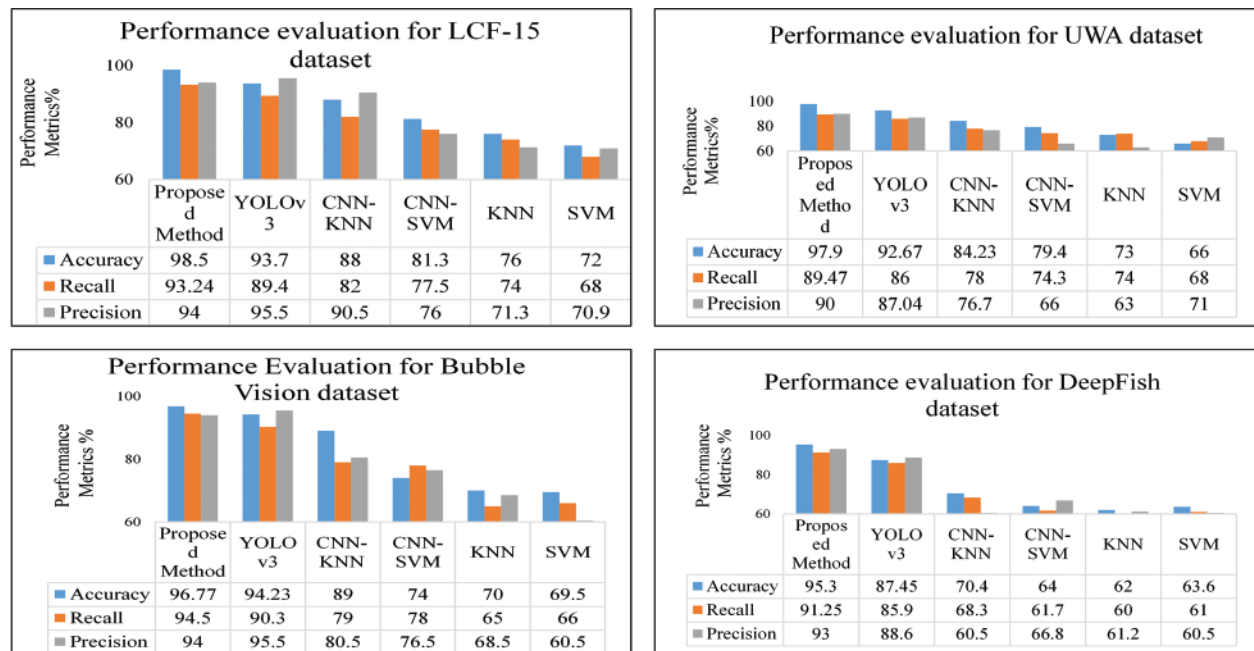 Performance evaluation for LCF-15
dataset
Performance
Metrics%
100
80
60
Propose
d
Method
YOLOv
3
CNN-
KNN
CNN-
SVM
KNN
SVM
Accuracy 98.5 93.7 88 81.3 76 72
Recall 93.24 89.4 82 77.5 74 68
Precision 94 95.5 90.5 76 71.3 70.9
Performance evaluation for UWA dataset
Performance
Metrics%
100
80
60
Propos
ed
Metho
d
YOLO
v3
CNN-
KNN
CNN-
SVM
KNN
SVM
Accuracy 97.9 92.67 84.23 79.4 73 66
Recall 89.47 86 78 74.3 74 68
Precision 90 87.04 76.7 66 63 71
Performance Evaluation for Bubble
Vision dataset
Performance
Metrics %
100
80
60
Propose
d
Method
YOLO
v3
CNN-
KNN
CNN-
SVM
KNN
SVM
Accuracy 96.77 94.23 89 74 70 69.5
Recall 94.5 90.3 79 78 65 66
Precision 94 95.5 80.5 76.5 68.5 60.5
Performance evaluation for DeepFish
dataset
Performance
Metrics %
100
80
60
Propos
ed
Method
YOLO
v3
CNN-
KNN
CNN-
SVM
KNN
SVM
Accuracy 95.3 87.45 70.4 64 62 63.6
Recall 91.25 85.9 68.3 61.7 60 61
Precision 93 88.6 60.5 66.8 61.2 60.5